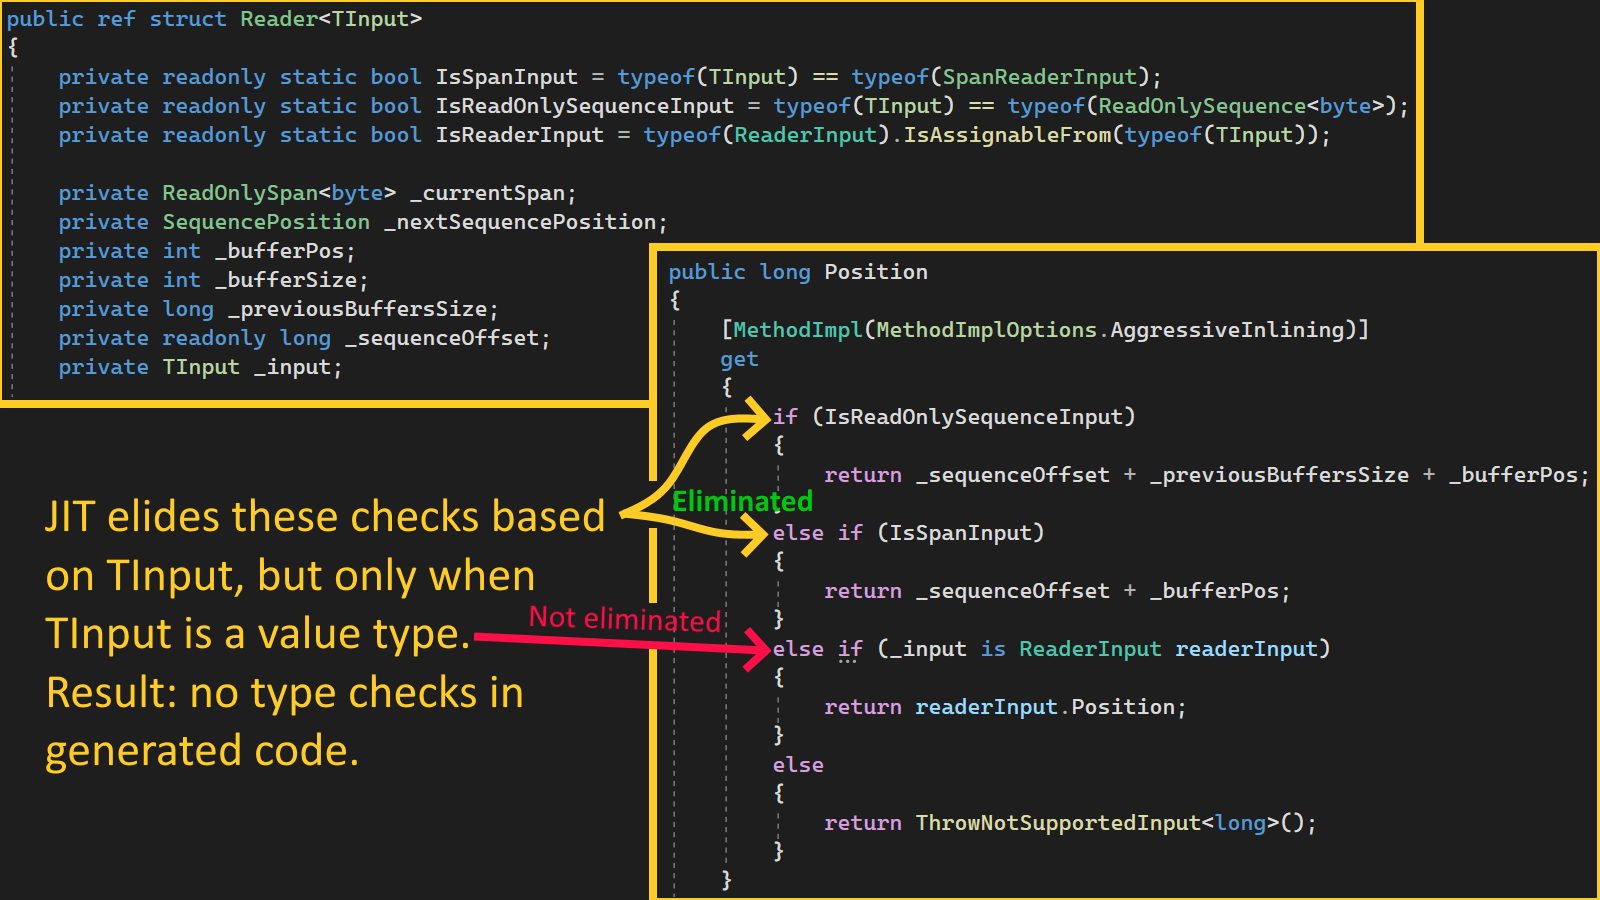 public ref struct Reader<TInput>
{
private readonly static bool IsSpanInput = typeof(TInput) == typeof(SpanReaderInput);
private readonly static bool IsReadOnlySequenceInput = typeof(TInput) == typeof(ReadOnlySequence<byte>);
private readonly static bool IsReaderInput = typeof(ReaderInput).IsAssignableFrom(typeof(TInput));
private ReadOnlySpan<byte> _currentSpan;
private SequencePosition _nextSequencePosition;
private int _bufferPos;
private int _bufferSize;
private long _previousBuffersSize;
private readonly long _sequenceOffset;
private TInput _input;
public long Position
{
[MethodImpl(MethodImplOptions.AggressiveInlining)]
get
{
if (IsReadOnlySequenceInput)
{
return _sequenceOffset + _previousBuffersSize + _bufferPos;
}
else if (IsSpanInput)
{
return _sequenceOffset + _bufferPos;
}
else if (_input is ReaderInput readerInput)
{
return readerInput.Position;
}
else
{
return ThrowNotSupportedInput<long>();
}
}
JIT elides these checks based
on TInput, but only when
TInput is a value type.
Result: no type checks in
generated code.
Eliminated
Not eliminated